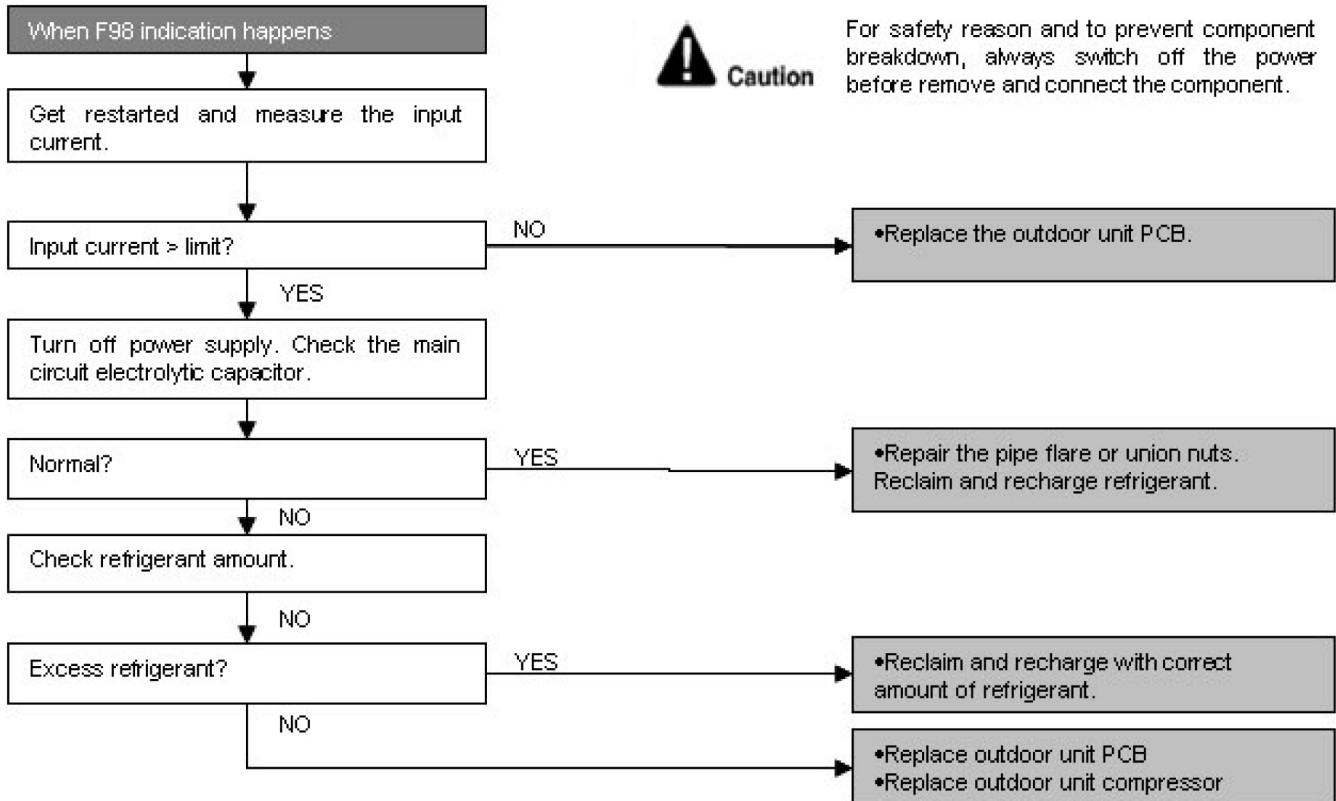 When F98 indication happens
Caution
For safety reason and to prevent component
breakdown, always switch off the power
before remove and connect the component.
Get restarted and measure the input
current.
Input current > limit?
NO
•Replace the outdoor unit PCB.
YES
Turn off power supply. Check the main
circuit electrolytic capacitor.
Normal?
YES
•Repair the pipe flare or union nuts.
Reclaim and recharge refrigerant.
NO
Check refrigerant amount.
NO
Excess refrigerant?
YES
•Reclaim and recharge with correct
amount of refrigerant.
NO
•Replace outdoor unit PCB
•Replace outdoor unit compressor